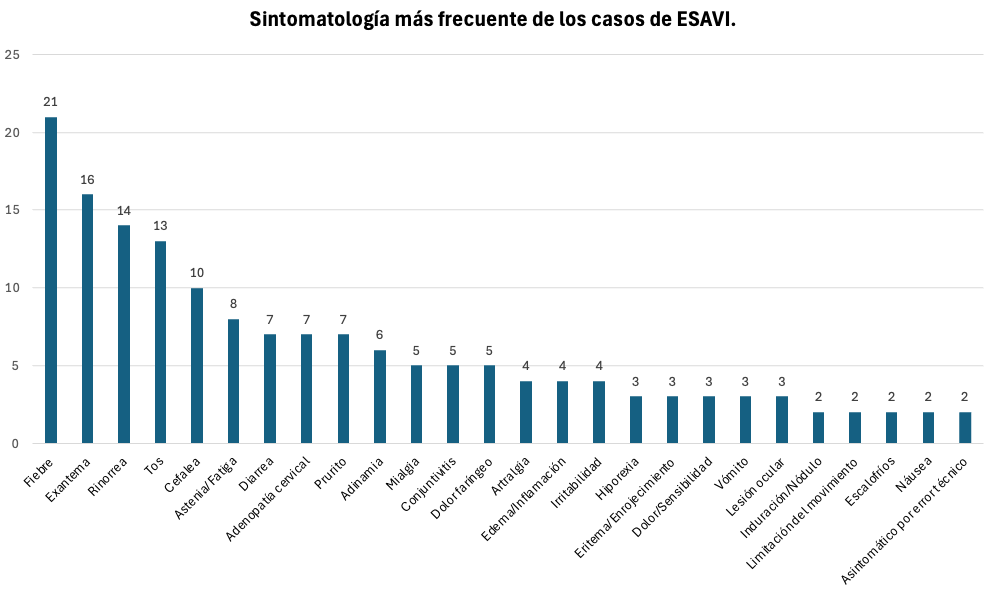 Sintomatología más frecuente de los casos de ESAVI.
25
20
15
10
5
0
21
16
14
13
10
8
7
7
7
6
5
5
5
4
4
4
3
3
3
3
3
2
2
2
2
2
Fiebre
Exantema
Rinorrea
Tos
Cefalea
Astenia/Fatiga
Diarrea
Adenopatía cervical
Prurito
Adinamia
Mialgia
Conjuntivitis
Dolor faríngeo
Artralgia
Edema/Inflamación
Irritabilidad
Hiporexia
Eritema/Enrojecimiento
Dolor/Sensibilidad
Vómito
Lesión ocular
Induración/Nódulo
Limitación del movimiento
Escalofríos
Náusea
Asintomático por error técnico